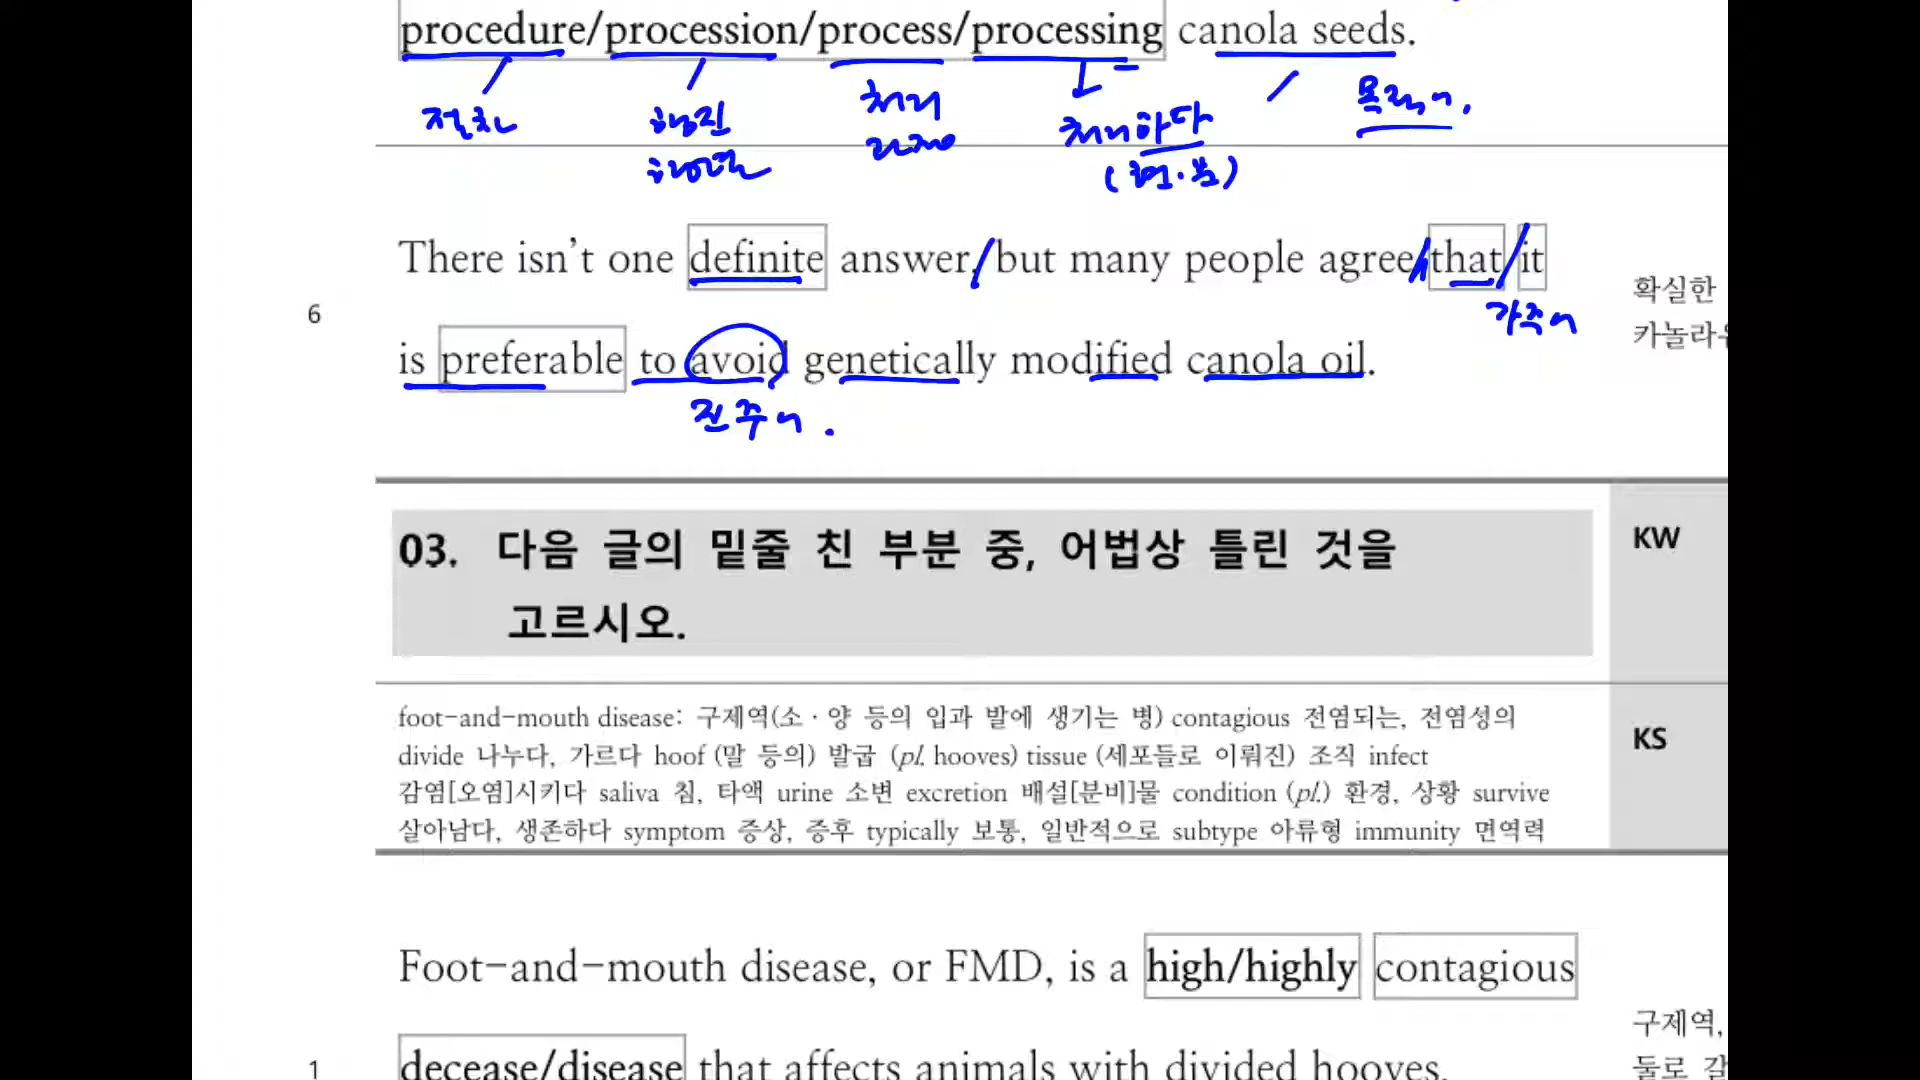 procedure/procession/process/processing canola seeds.
절차 행진 처리 처리하다 목적어.
행렬 과정 (현·분)
There isn't one definite answer, but many people agree that it
확실한
6
가주어
카놀라유
is preferable to avoid genetically modified canola oil.
진주어.
03. 다음 글의 밑줄 친 부분 중, 어법상 틀린 것을
고르시오.
KW
foot-and-mouth disease: 구제역(소·양 등의 입과 발에 생기는 병) contagious 전염되는, 전염성의
divide 나누다, 가르다 hoof (말 등의) 발굽 (pl. hooves) tissue (세포들로 이뤄진) 조직 infect
감염[오염]시키다 saliva 침, 타액 urine 소변 excretion 배설[분비]물 condition (pl.) 환경, 상황 survive
살아남다, 생존하다 symptom 증상, 증후 typically 보통, 일반적으로 subtype 아류형 immunity 면역력
KS
Foot-and-mouth disease, or FMD, is a high/highly contagious
구제역,
1
decease/disease that affects animals with divided hooves.
둘로 갈